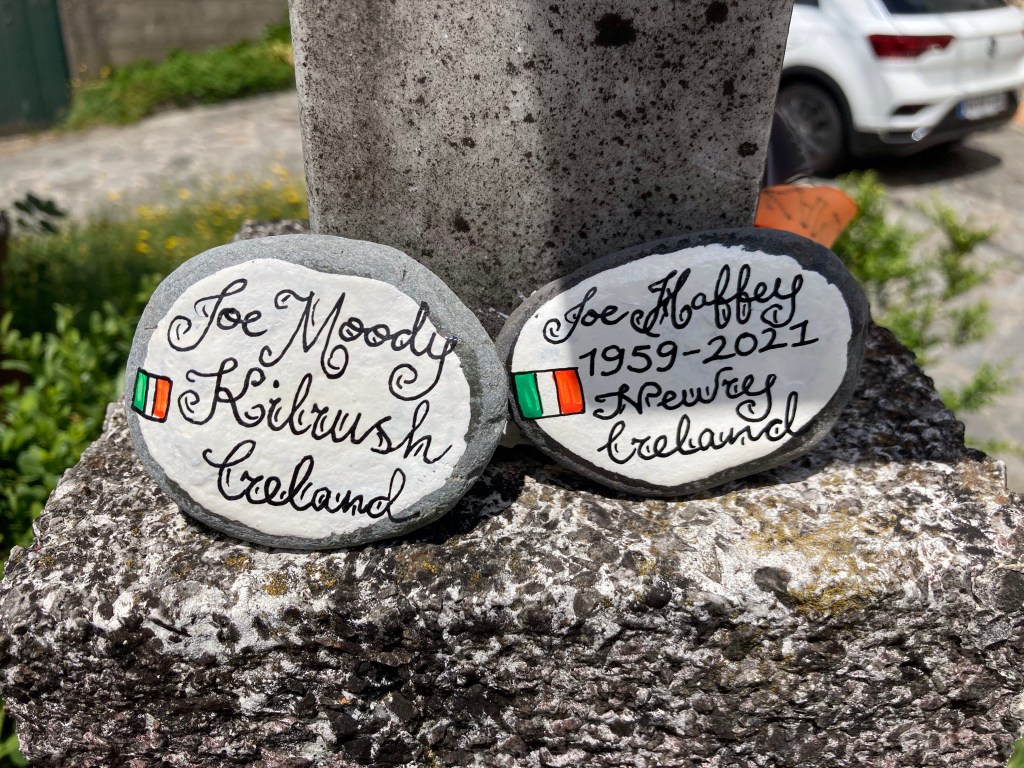 Joe Moody
Kilrush
Ireland
Joe Haffey
1959-2021
Newry
Ireland